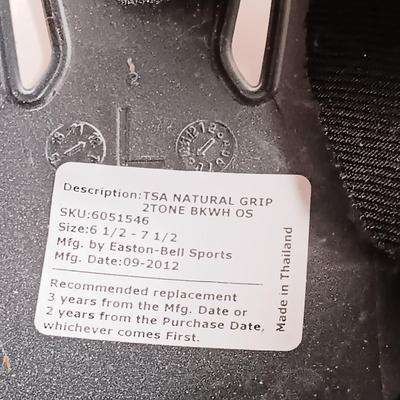 Description:TSA NATURAL GRIP
2TONE BKWH OS
SKU:6051546
Size:6 1/2 - 7 1/2
Mfg. by Easton-Bell Sports
Mfg. Date:09-2012
Recommended replacement
3 years from the Mfg. Date or
2 years from the Purchase Date,
whichever comes First.
Made in Thailand